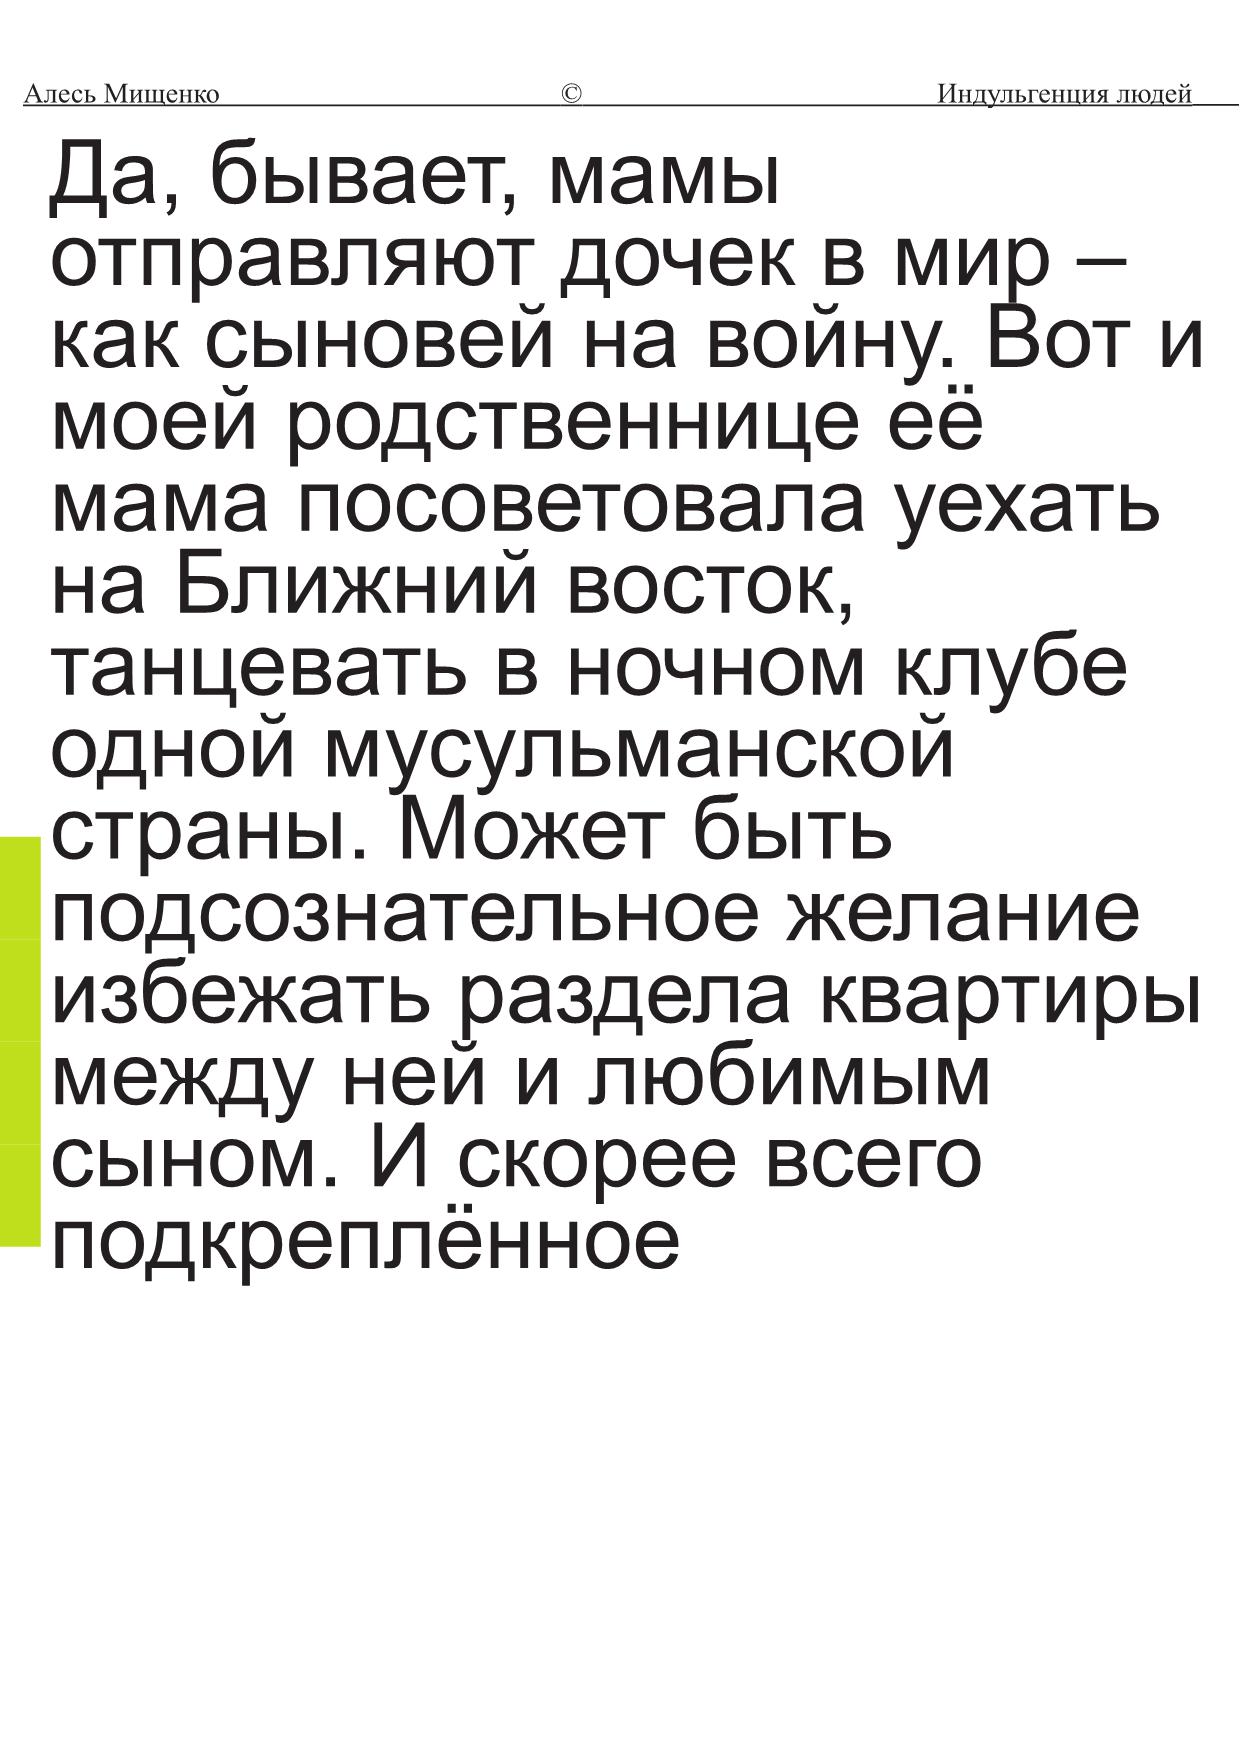 Алесь Мищенко © Индульгенция людей
Да, бывает, мамы
отправляют дочек в мир –
как сыновей на войну. Вот и
моей родственнице её
мама посоветовала уехать
на Ближний восток,
танцевать в ночном клубе
одной мусульманской
страны. Может быть
подсознательное желание
избежать раздела квартиры
между ней и любимым
сыном. И скорее всего
подкреплённое